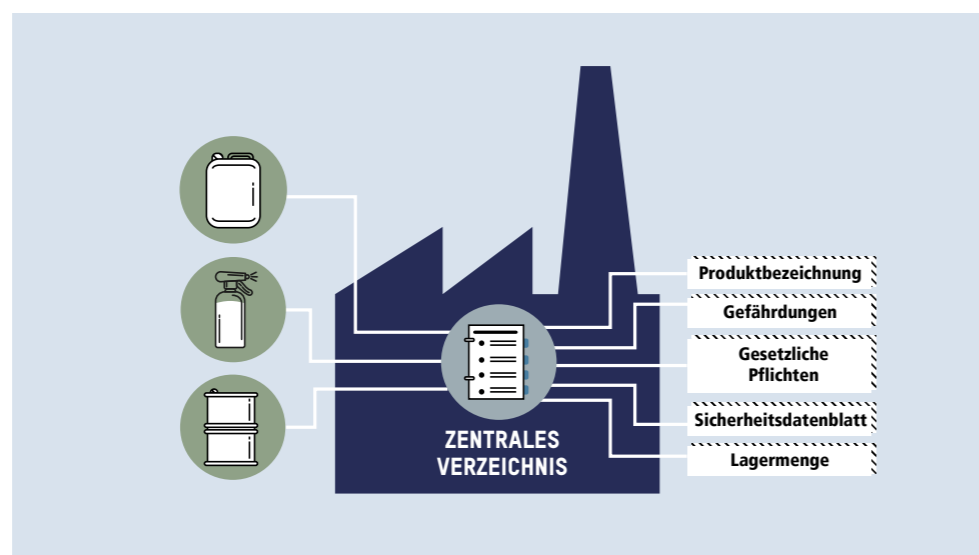 Produktbezeichnung
Gefährdungen
Gesetzliche
Pflichten
Sicherheitsdatenblatt
Lagermenge
ZENTRALES
VERZEICHNIS